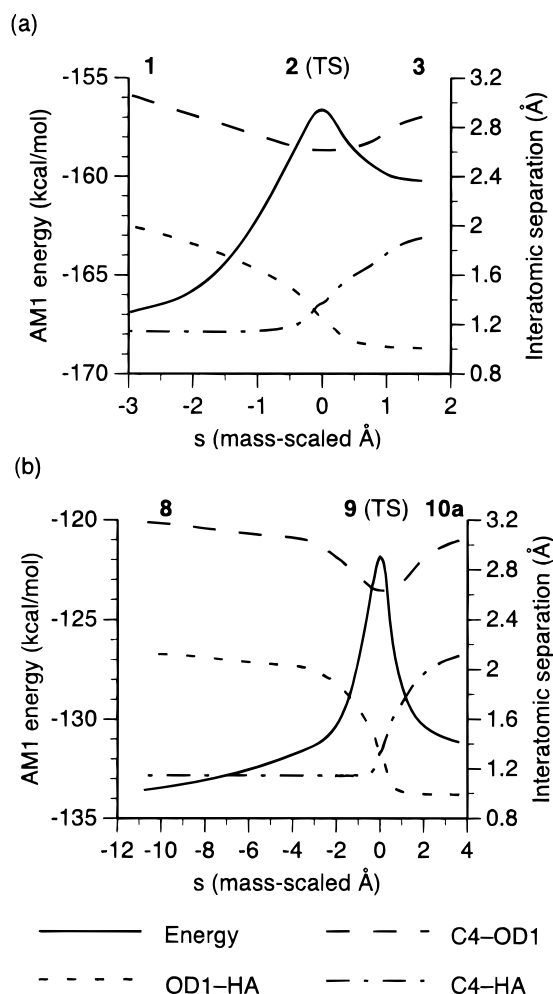 (a)
1 2 (TS) 3
-155 3.2
2.8
-160 2.4
2
-165 1.6
1.2
-170 0.8
AM1 energy (kcal/mol)
Interatomic separation (Å)
-3 -2 -1 0 1 2
s (mass-scaled Å)
(b)
8 9 (TS) 10a
-120 3.2
2.8
-125 2.4
2
-130 1.6
1.2
-135 0.8
AM1 energy (kcal/mol)
Interatomic separation (Å)
-12 -10 -8 -6 -4 -2 0 2 4
s (mass-scaled Å)
Energy C4–OD1
OD1–HA C4–HA